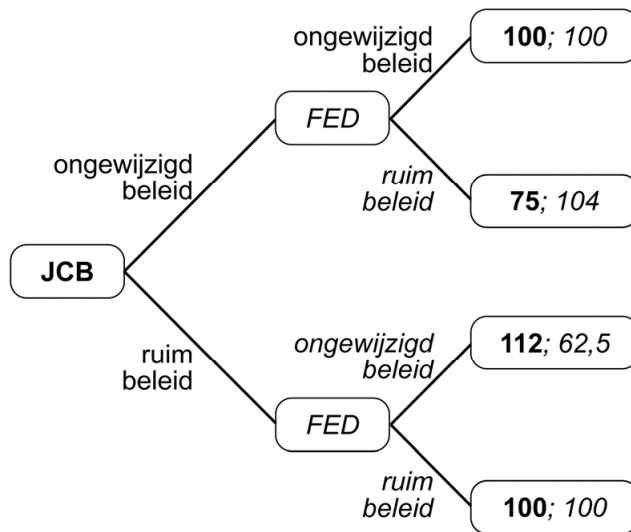 ongewijzigd
beleid
100; 100
FED
ruim
beleid
75; 104
ongewijzigd
beleid
JCB
ruim
beleid
ongewijzigd
beleid
112; 62,5
FED
ruim
beleid
100; 100